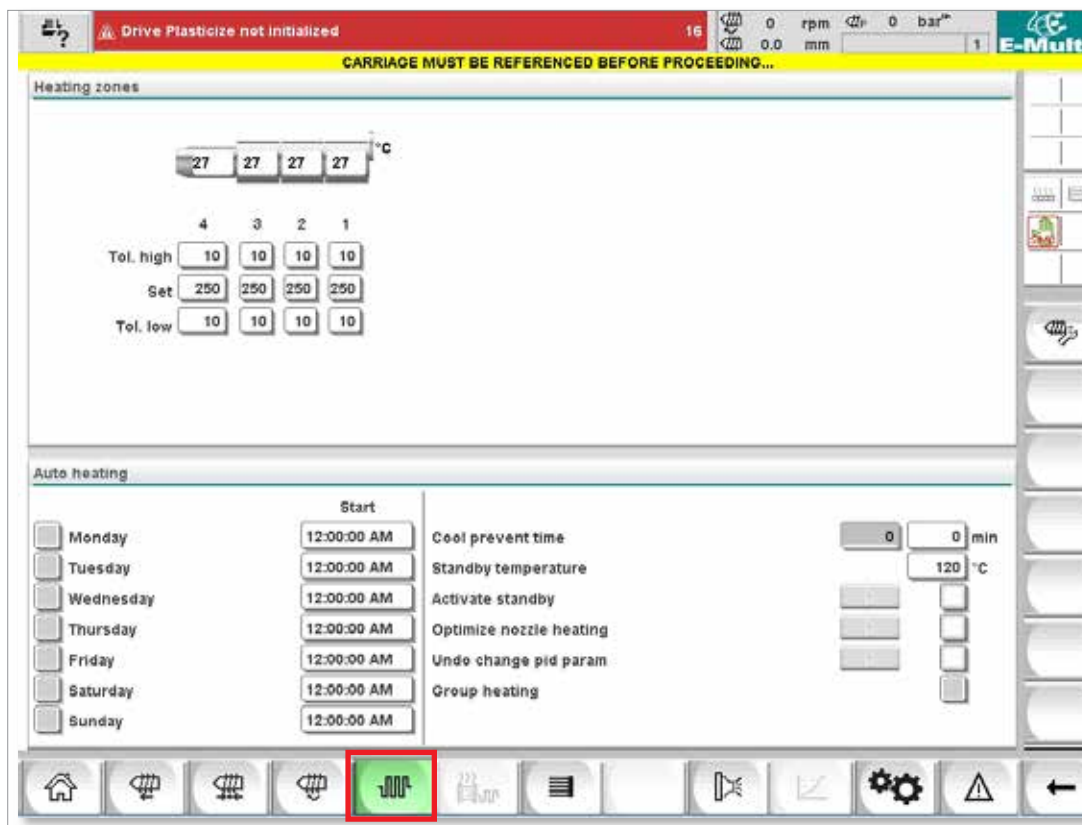 Drive Plasticize not initialized 16 0 rpm 0 bar
0.0 mm 1 E-Mult
CARRIAGE MUST BE REFERENCED BEFORE PROCEEDING...
Heating zones
27 27 27 27 °C
4 3 2 1
Tol. high 10 10 10 10
Set 250 250 250 250
Tol. low 10 10 10 10
Auto heating
Start
Monday 12:00:00 AM Cool prevent time 0 0 min
Tuesday 12:00:00 AM Standby temperature 120 °C
Wednesday 12:00:00 AM Activate standby
Thursday 12:00:00 AM Optimize nozzle heating
Friday 12:00:00 AM Undo change pid param
Saturday 12:00:00 AM Group heating
Sunday 12:00:00 AM